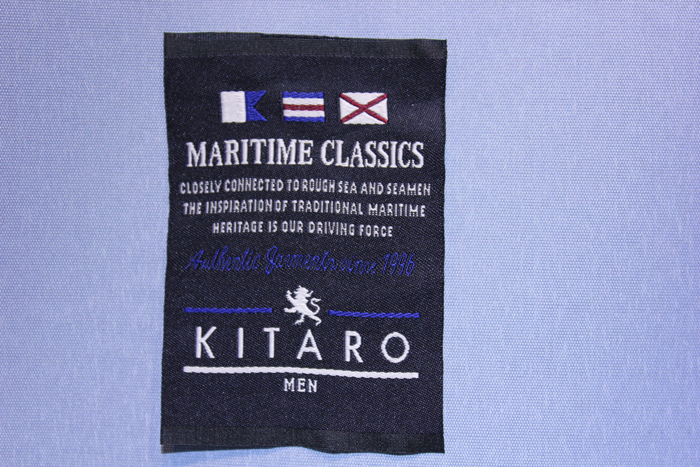 MARITIME CLASSICS
CLOSELY CONNECTED TO ROUGH SEA AND SEAMEN
THE INSPIRATION OF TRADITIONAL MARITIME
HERITAGE IS OUR DRIVING FORCE
Authentic Garments since 1996
KITARO
MEN